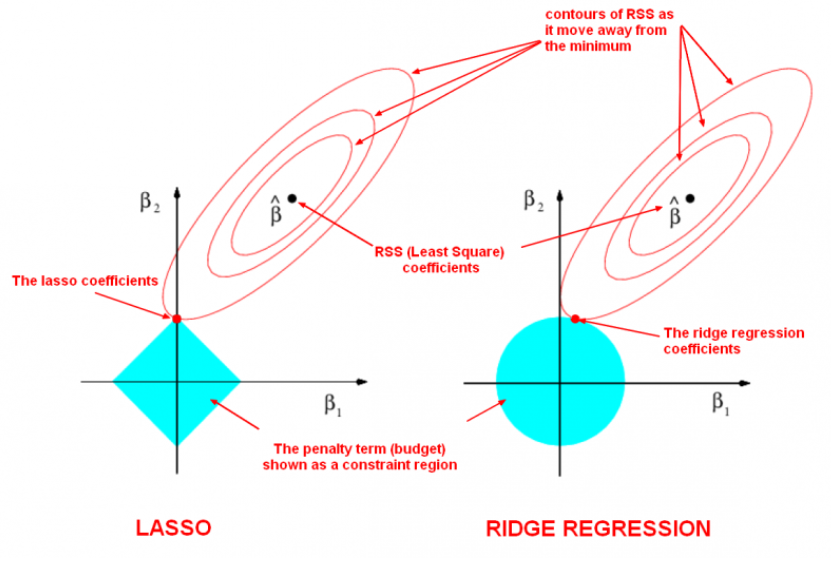 contours of RSS as
it move away from
the minimum
β2
β̂
β2
β̂
RSS (Least Square)
coefficients
The lasso coefficients
The ridge regression
coefficients
β1
β1
The penalty term (budget)
shown as a constraint region
LASSO
RIDGE REGRESSION